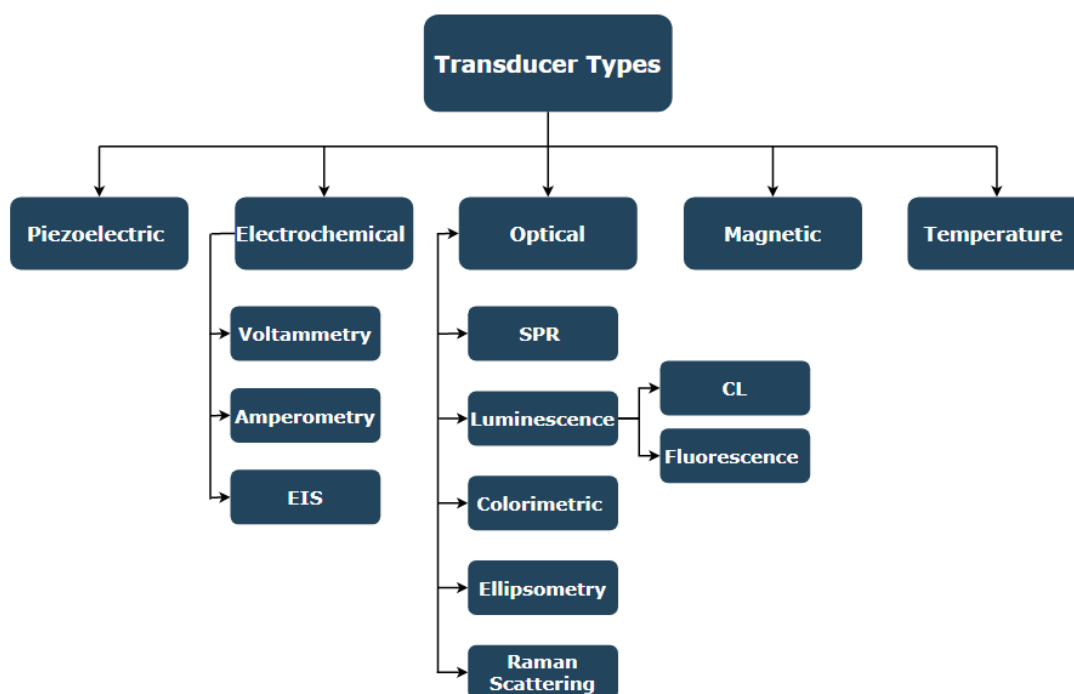 Transducer Types
Piezoelectric
Electrochemical
Optical
Magnetic
Temperature
Voltammetry
Amperometry
EIS
SPR
Luminescence
CL
Fluorescence
Colorimetric
Ellipsometry
Raman
Scattering